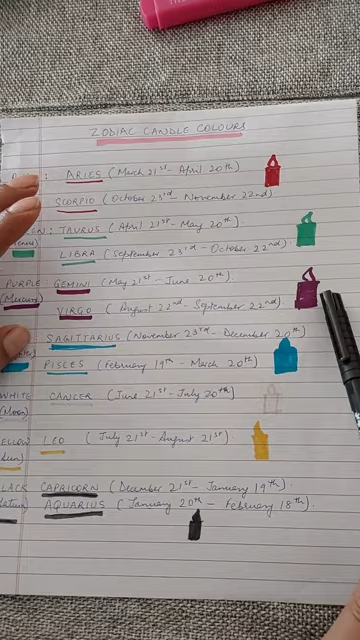 ZODIAC CANDLE COLOURS
: ARIES (March 21st - April 20th)
SCORPIO (October 23rd - November 22nd)
TAURUS (April 21st - May 20th)
LIBRA (September 23rd - October 22nd)
PURPLE: GEMINI (May 21st - June 20th).
(Mercury) VIRGO (August 22nd - September 22nd)
SAGITTARIUS (November 23rd - December 20th)
PISCES (February 19th - March 20th)
WHITE CANCER (June 21st - July 20th)
(Moon)
LEO (July 21st - August 21st)
CAPRICORN (December 21st - January 19th).
AQUARIUS (January 20th - February 18th).